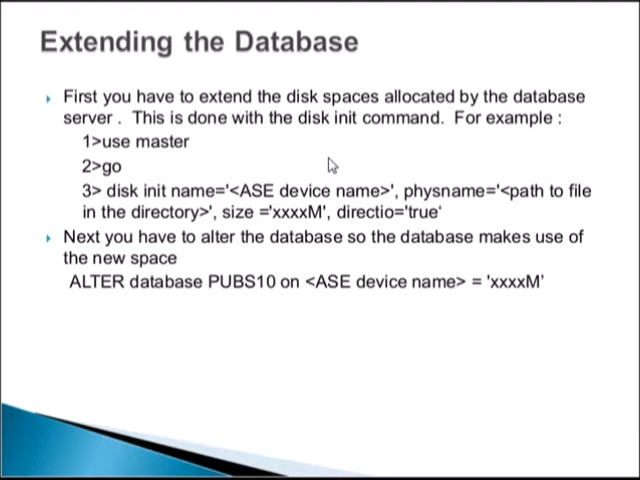 Extending the Database
First you have to extend the disk spaces allocated by the database
server . This is done with the disk init command. For example :
1>use master
2>go
3> disk init name='<ASE device name>', physname='<path to file
in the directory>', size ='xxxxM', directio='true‘
Next you have to alter the database so the database makes use of
the new space
ALTER database PUBS10 on <ASE device name> = 'xxxxM’